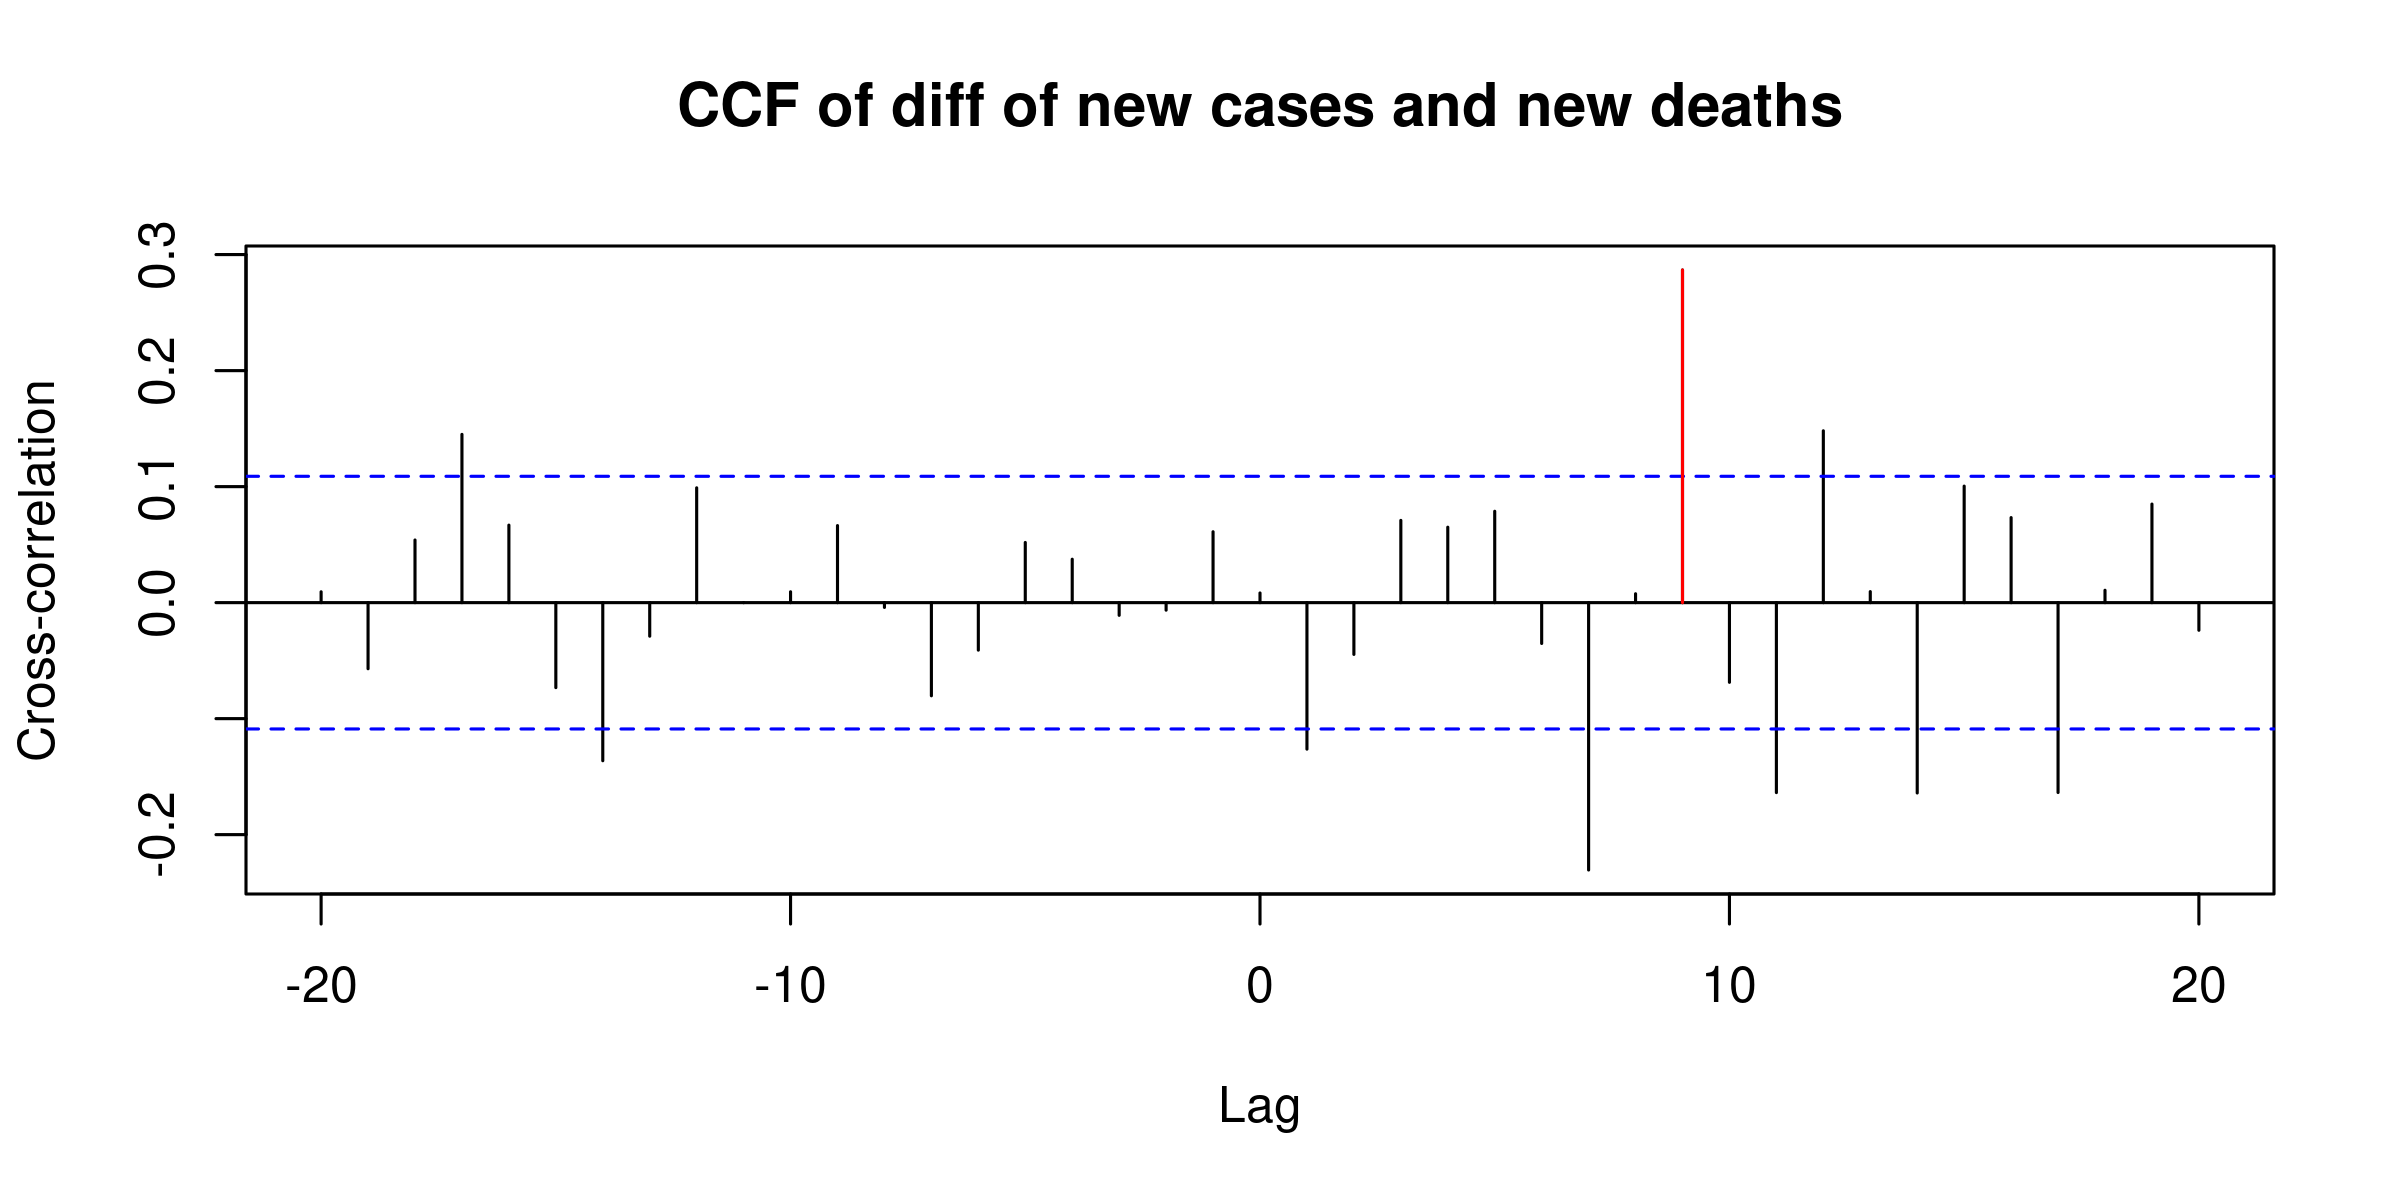 CCF of diff of new cases and new deaths
Cross-correlation
0.3
0.2
0.1
0.0
-0.2
-20 -10 0 10 20
Lag